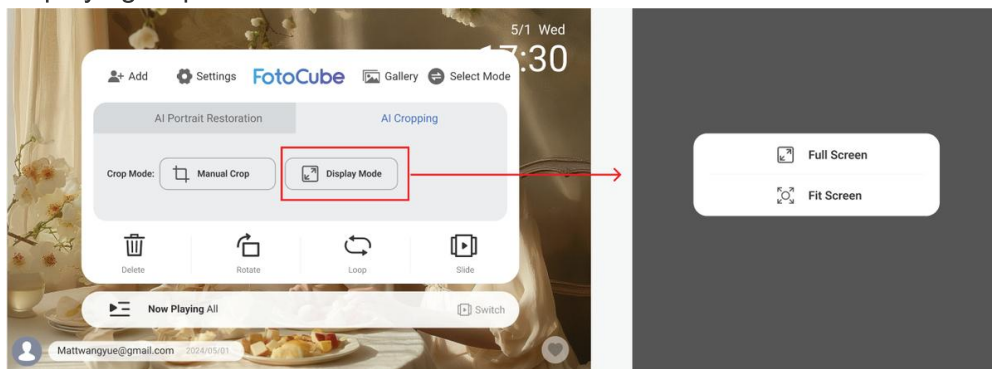 5/1 Wed
:30
Add
Settings
FotoCube
Gallery
Select Mode
AI Portrait Restoration
AI Cropping
Crop Mode:
Manual Crop
Display Mode
Delete
Rotate
Loop
Slide
Now Playing All
Switch
Mattwangyue@gmail.com 2024/05/01
Full Screen
Fit Screen